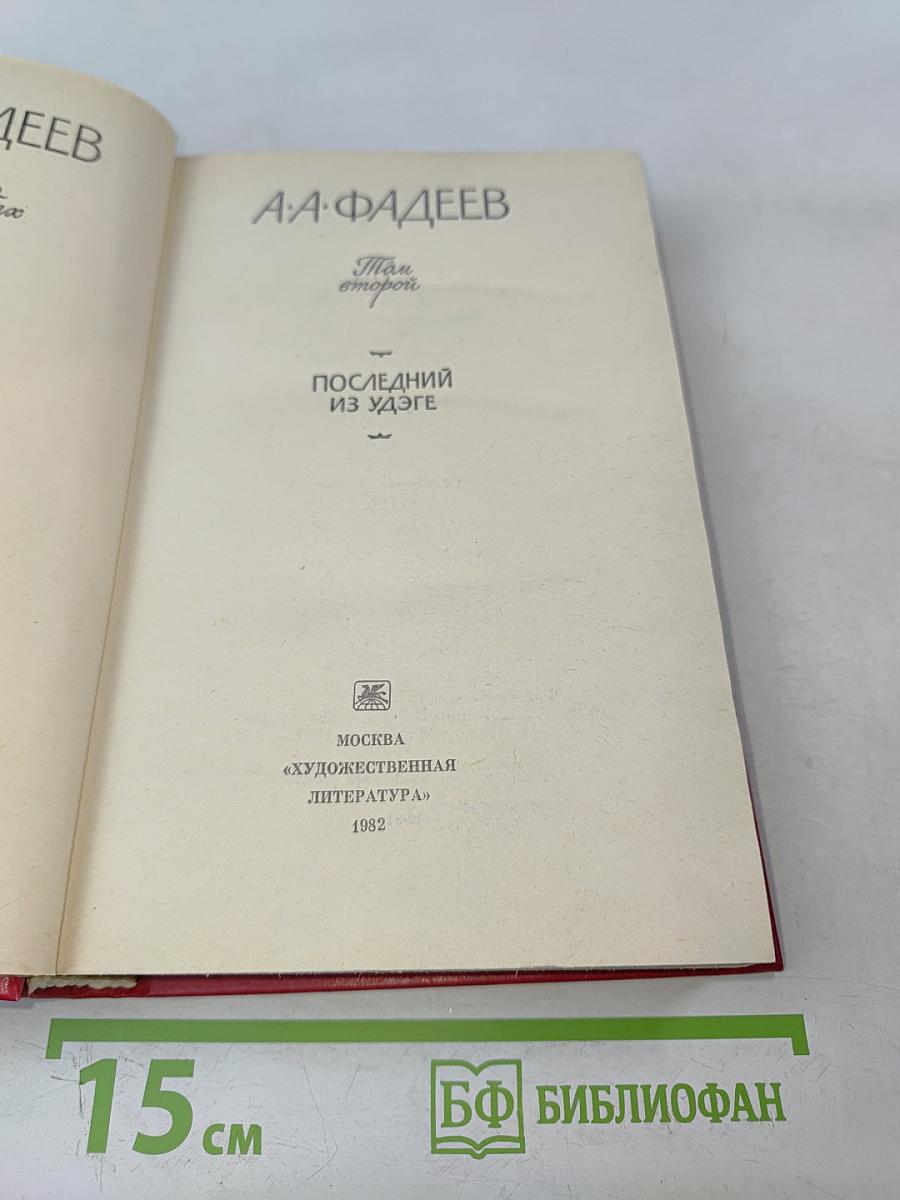 ДЕЕВ
А·А·ФАДЕЕВ
Том
второй
ПОСЛЕДНИЙ
ИЗ УДЭГЕ
МОСКВА
«ХУДОЖЕСТВЕННАЯ
ЛИТЕРАТУРА»
1982
15 см
БФ БИБЛИОФАН